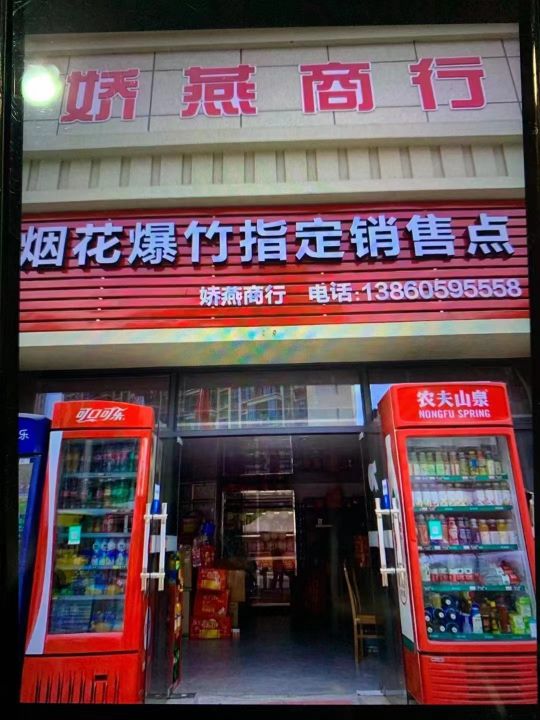 娇燕商行
烟花爆竹指定销售点
娇燕商行 电话:13860595558
可口可乐
农夫山泉
NONGFU SPRING
乐